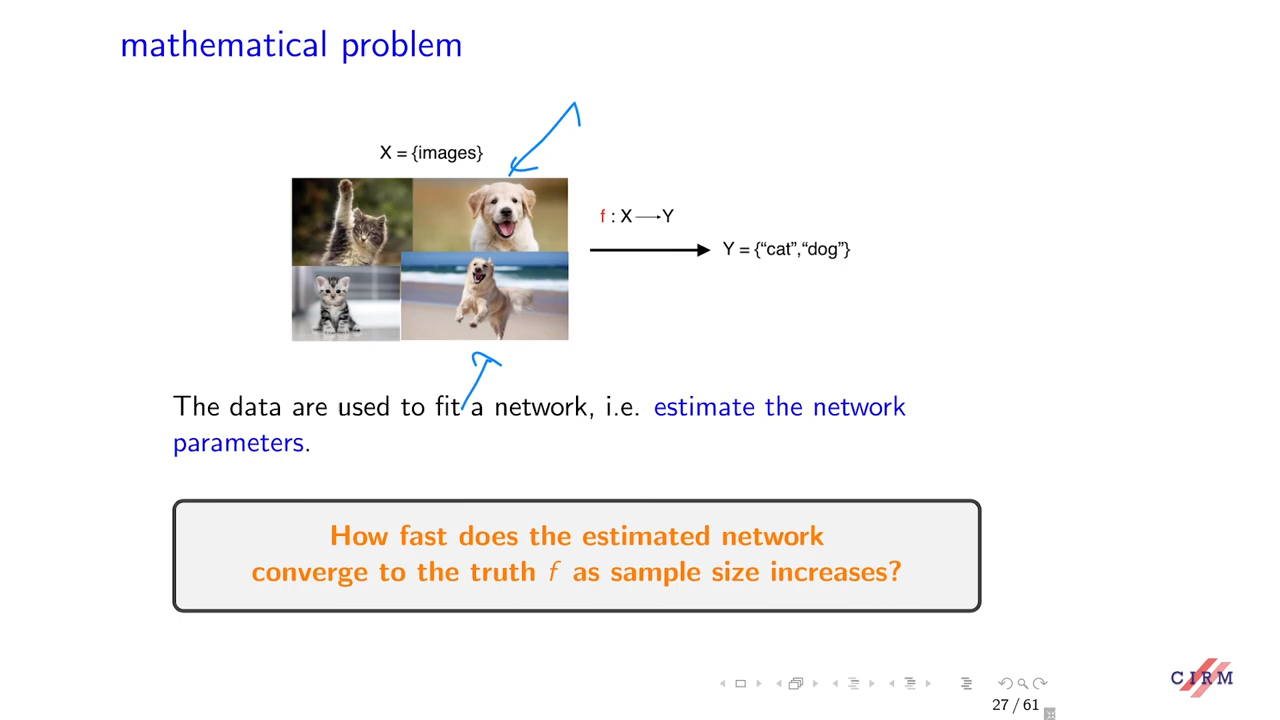 mathematical problem
X = {images}
f : X ⟶ Y
Y = {“cat”,“dog”}
The data are used to fit a network, i.e. estimate the network
parameters.
How fast does the estimated network
converge to the truth f as sample size increases?
CIRM
27 / 61